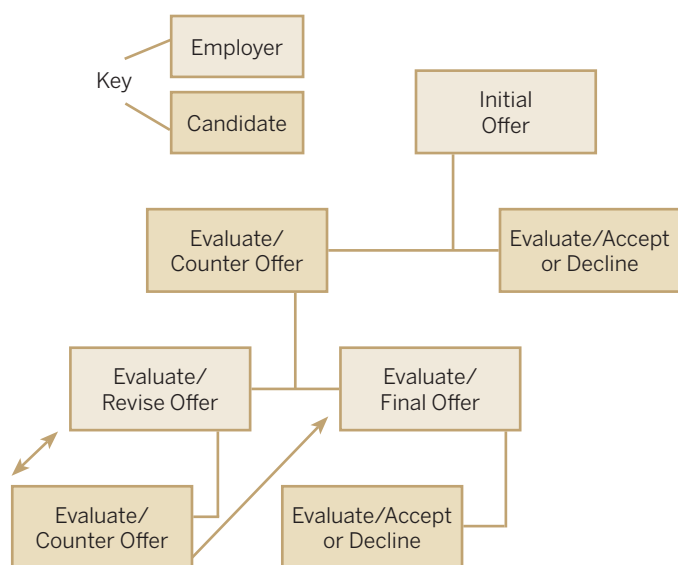 Key
Employer
Candidate
Initial
Offer
Evaluate/
Counter Offer
Evaluate/Accept
or Decline
Evaluate/
Revise Offer
Evaluate/
Final Offer
Evaluate/
Counter Offer
Evaluate/Accept
or Decline